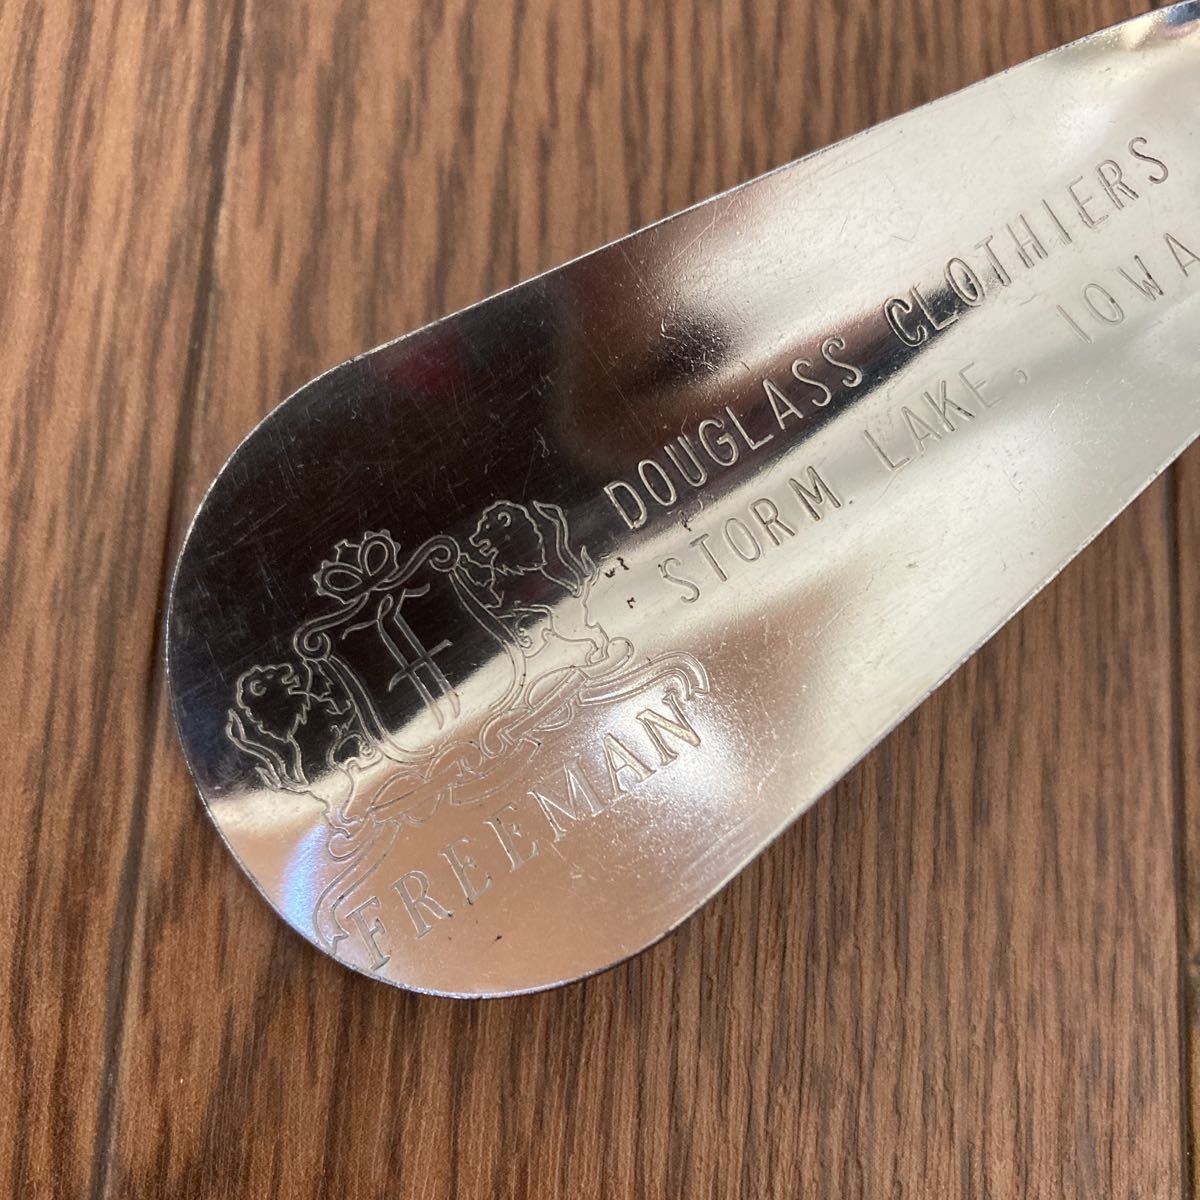 DOUGLASS CLOTHIERS
STORM LAKE, IOWA
F
FREEMAN